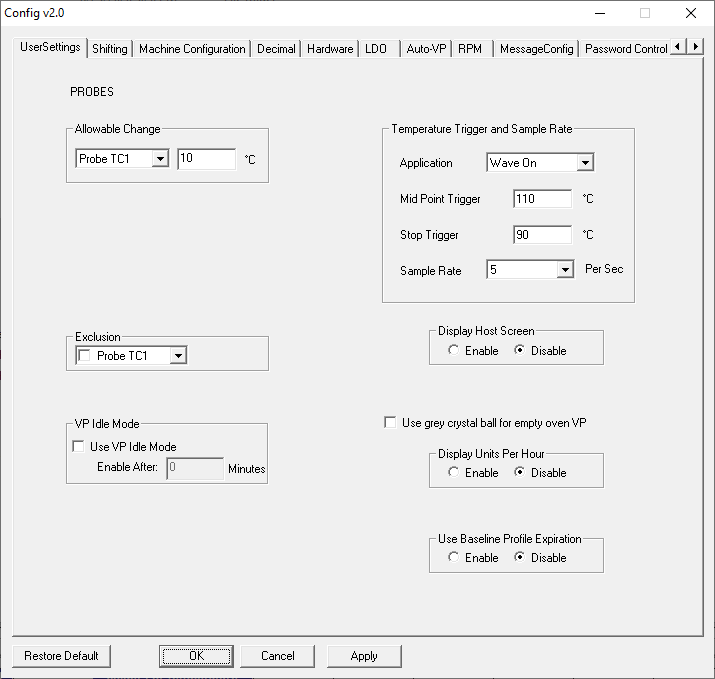 Config v2.0
UserSettings Shifting Machine Configuration Decimal Hardware LDO Auto-VP RPM MessageConfig Password Control
PROBES
Allowable Change
Probe TC1 10 °C
Temperature Trigger and Sample Rate
Application Wave On
Mid Point Trigger 110 °C
Stop Trigger 90 °C
Sample Rate 5 Per Sec
Exclusion
Probe TC1
Display Host Screen
Enable Disable
VP Idle Mode
Use VP Idle Mode
Enable After: 0 Minutes
Use grey crystal ball for empty oven VP
Display Units Per Hour
Enable Disable
Use Baseline Profile Expiration
Enable Disable
Restore Default OK Cancel Apply